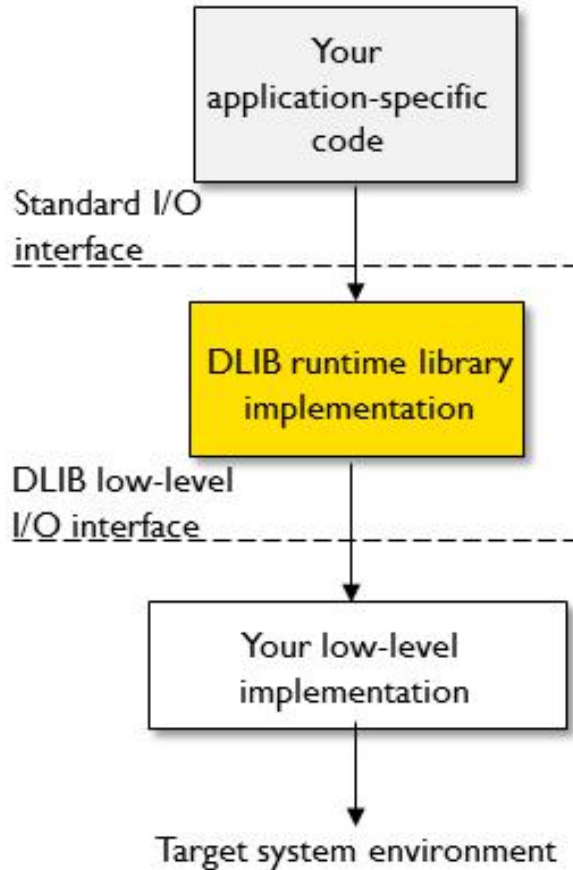 Your
application-specific
code
Standard I/O
interface
DLIB runtime library
implementation
DLIB low-level
I/O interface
Your low-level
implementation
Target system environment